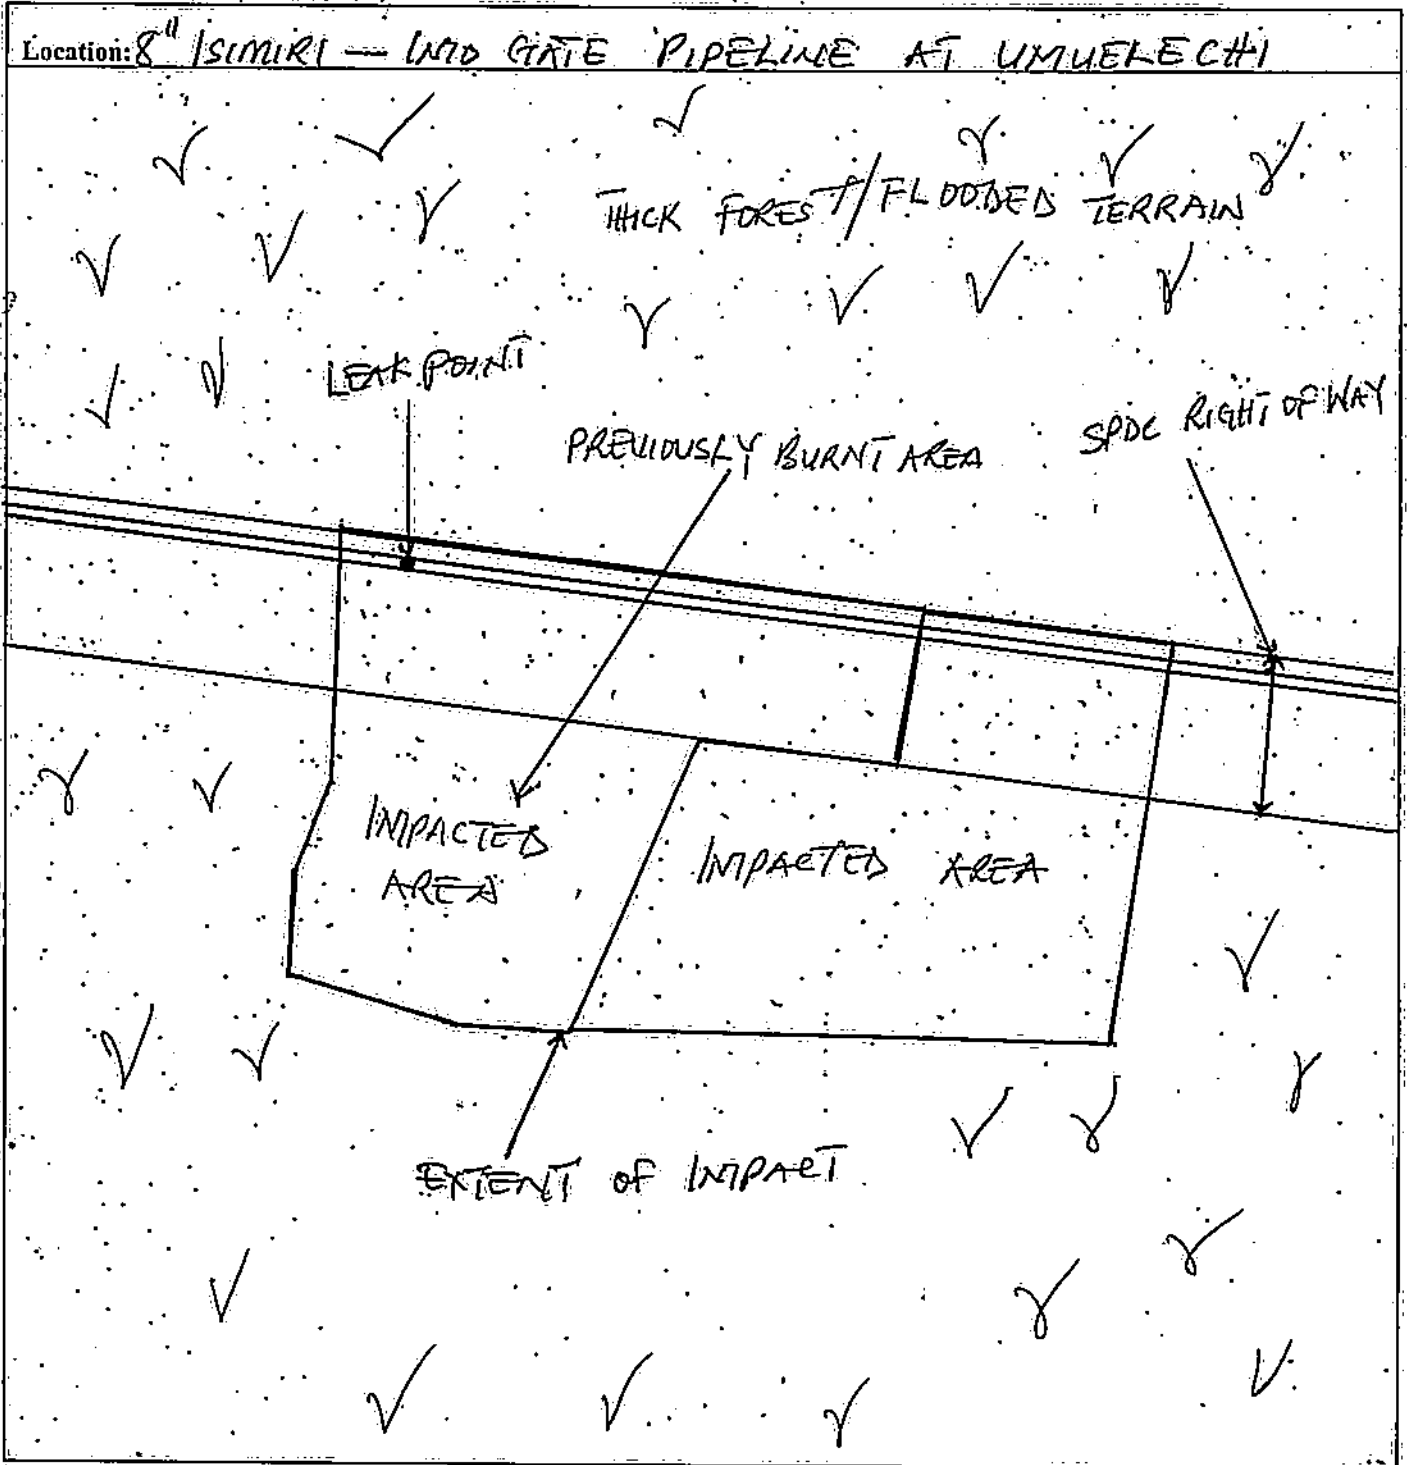 Location: 8" ISIMIRI — IMO GATE PIPELINE AT UMUELECHI
THICK FOREST/FLOODED TERRAIN
LEAK POINT
SPDC RIGHT OF WAY
PREVIOUSLY BURNT AREA
IMPACTED
AREA
IMPACTED AREA
EXTENT OF IMPACT